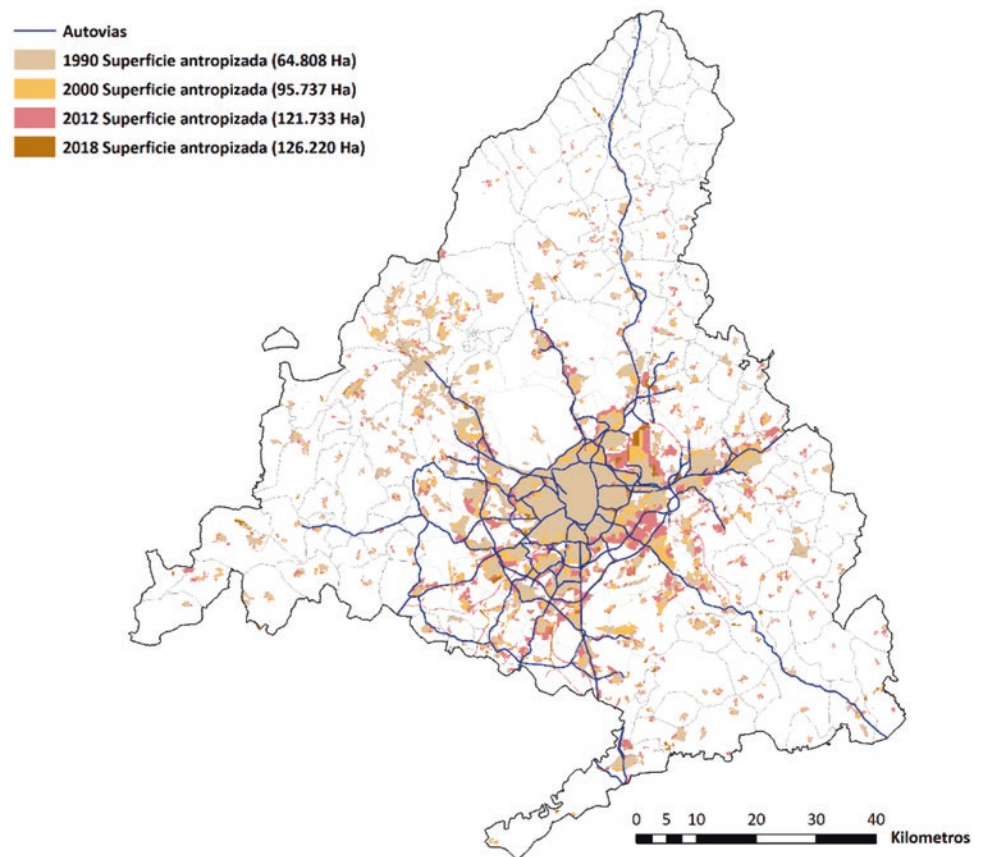 Autovias
1990 Superficie antropizada (64.808 Ha)
2000 Superficie antropizada (95.737 Ha)
2012 Superficie antropizada (121.733 Ha)
2018 Superficie antropizada (126.220 Ha)
0 5 10 20 30 40
Kilometros